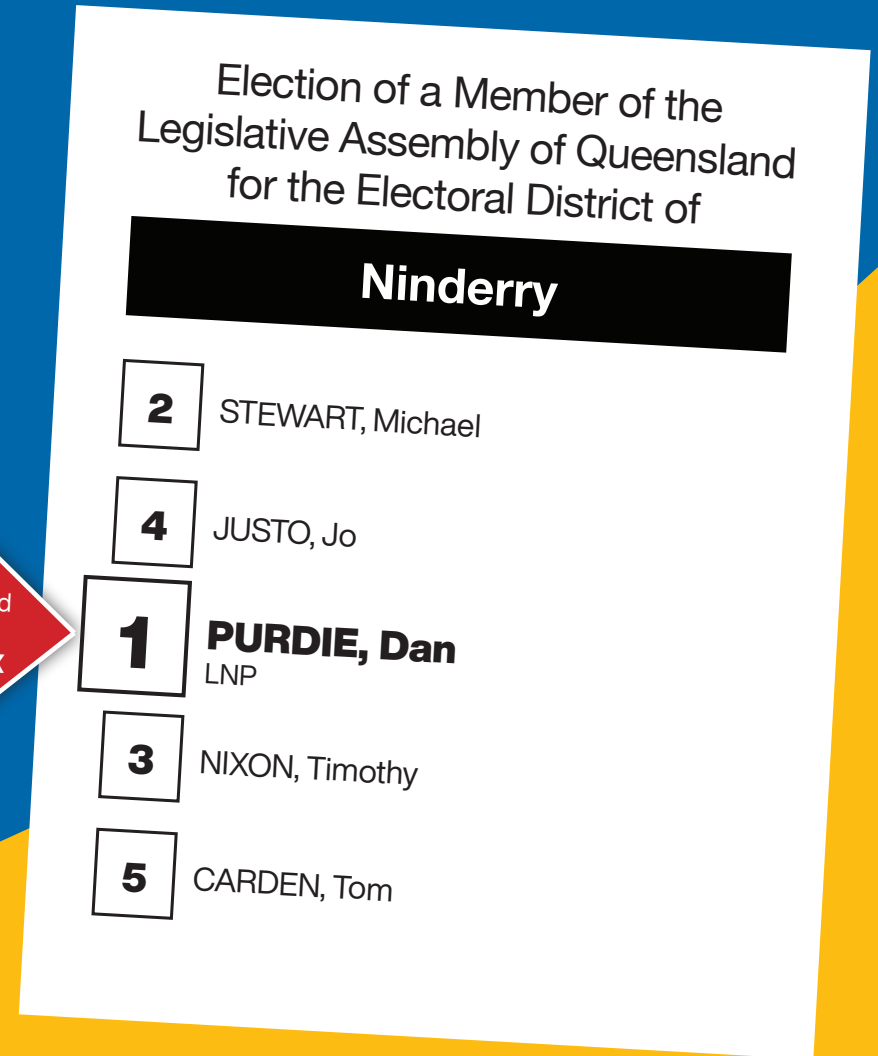 Election of a Member of the
Legislative Assembly of Queensland
for the Electoral District of
Ninderry
2 STEWART, Michael
4 JUSTO, Jo
1 PURDIE, Dan
LNP
3 NIXON, Timothy
5 CARDEN, Tom